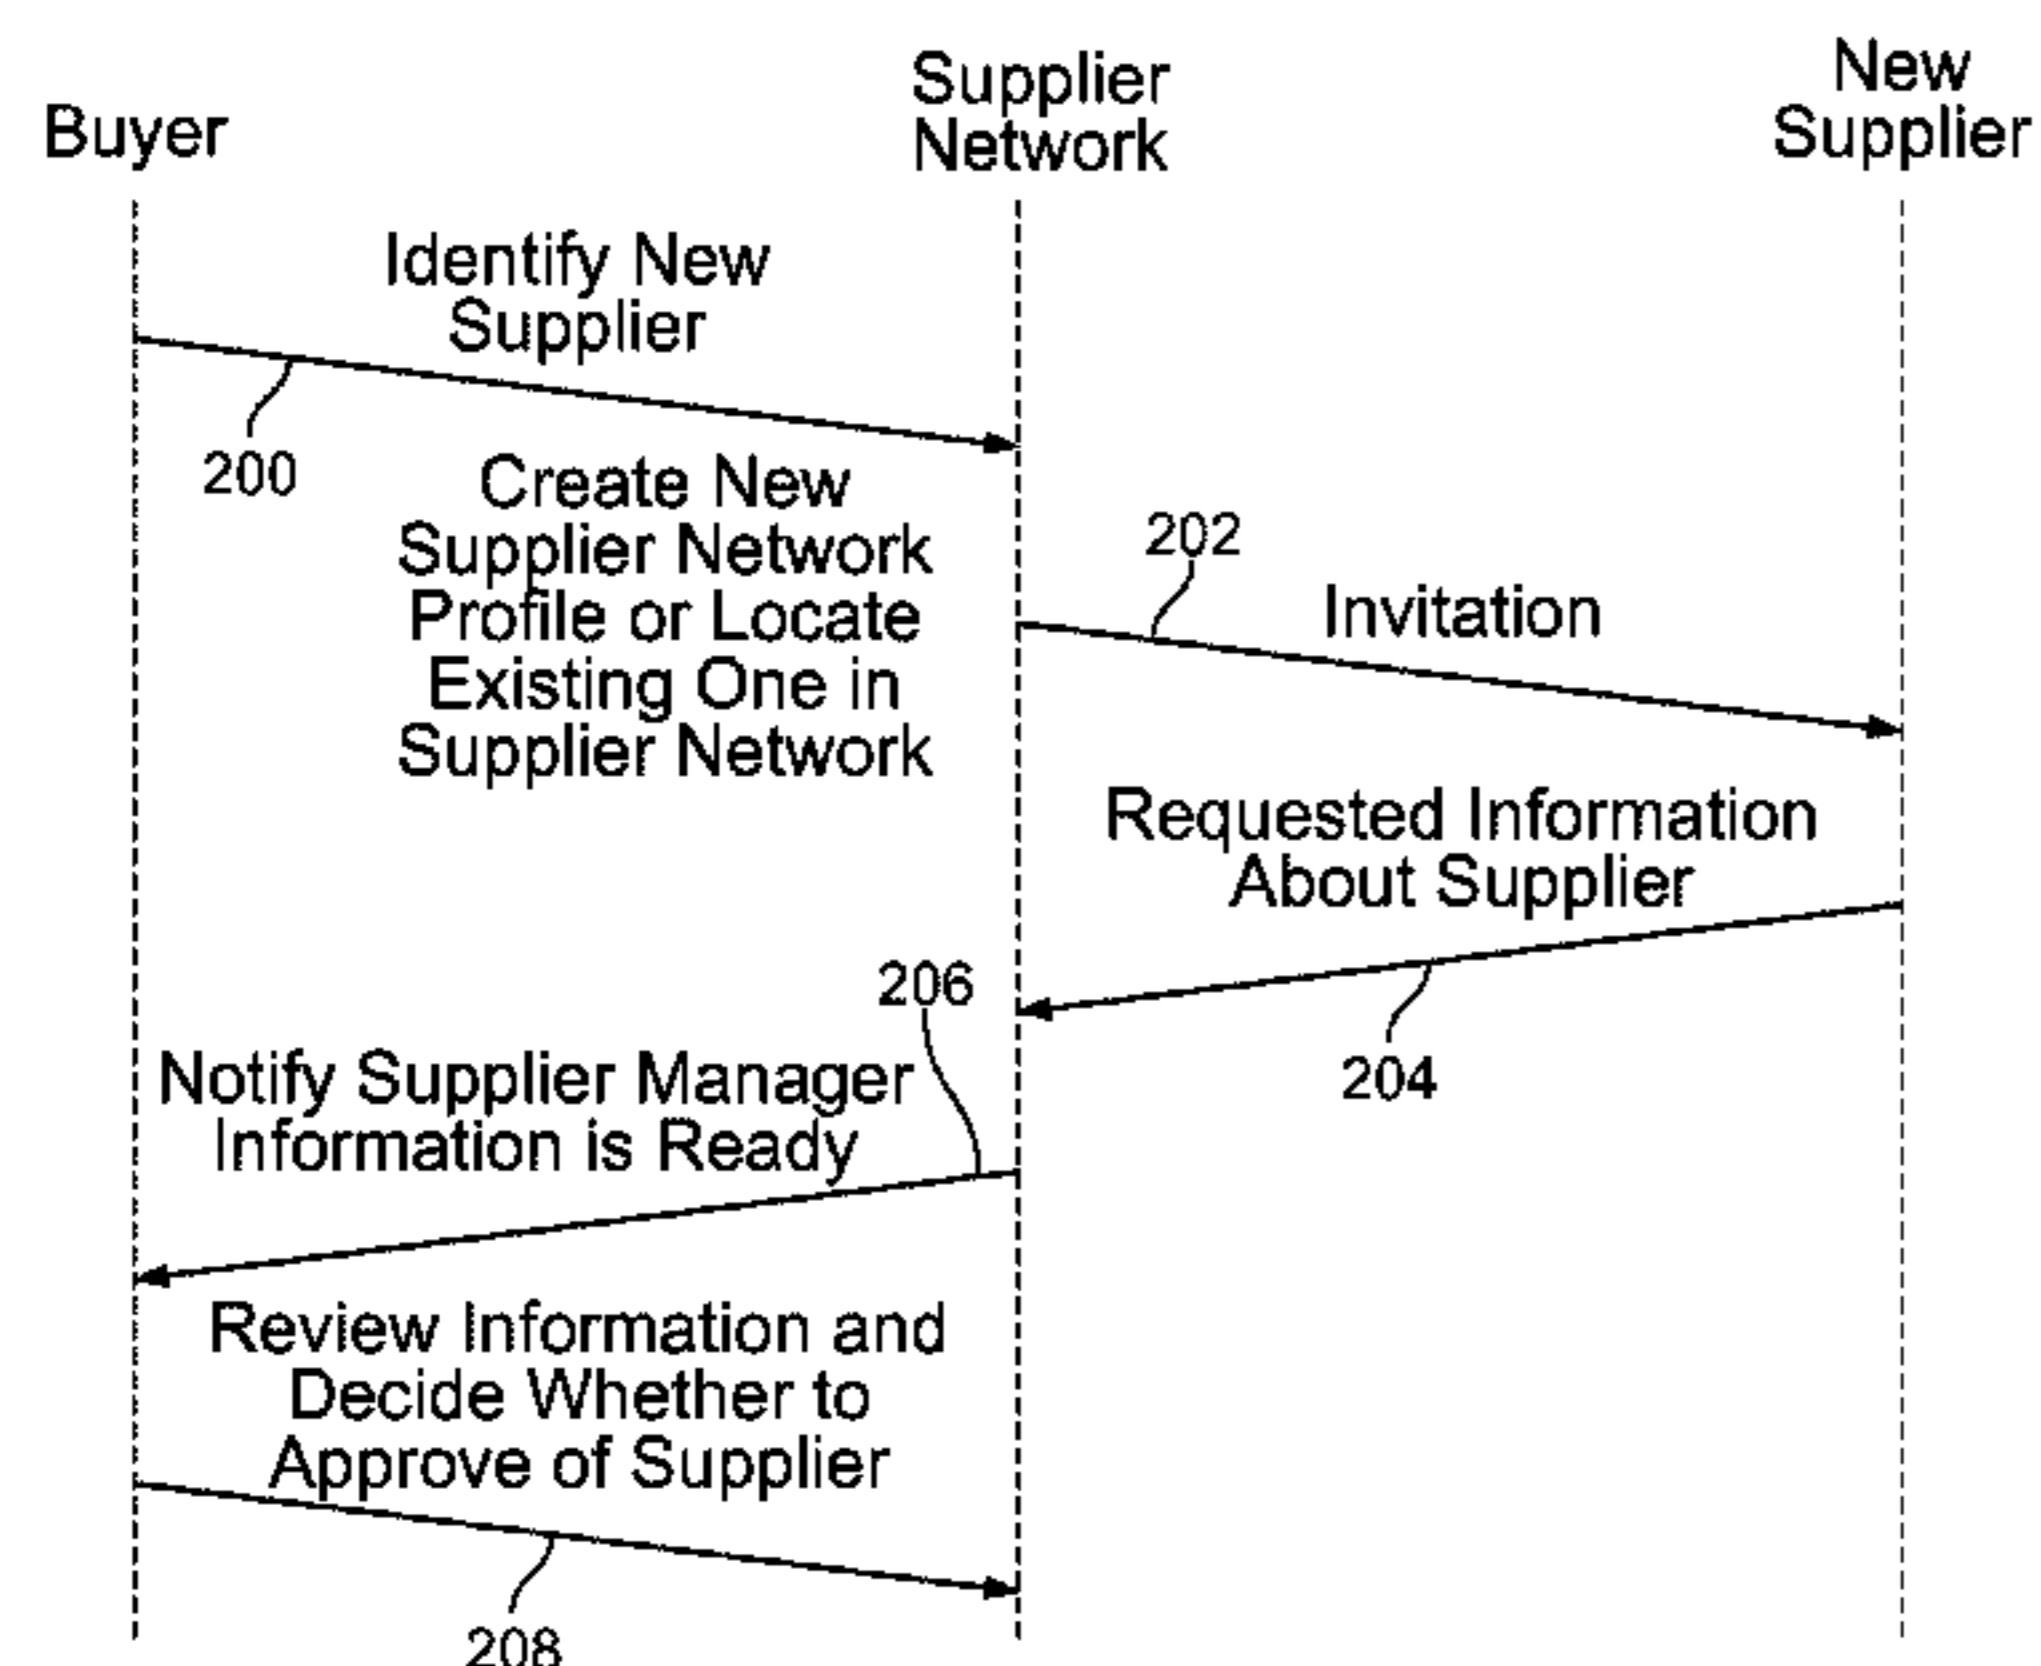 Buyer
Supplier
Network
New
Supplier
Identify New
Supplier
200
Create New
Supplier Network
Profile or Locate
Existing One in
Supplier Network
202
Invitation
Requested Information
About Supplier
204
206
Notify Supplier Manager
Information is Ready
Review Information and
Decide Whether to
Approve of Supplier
208